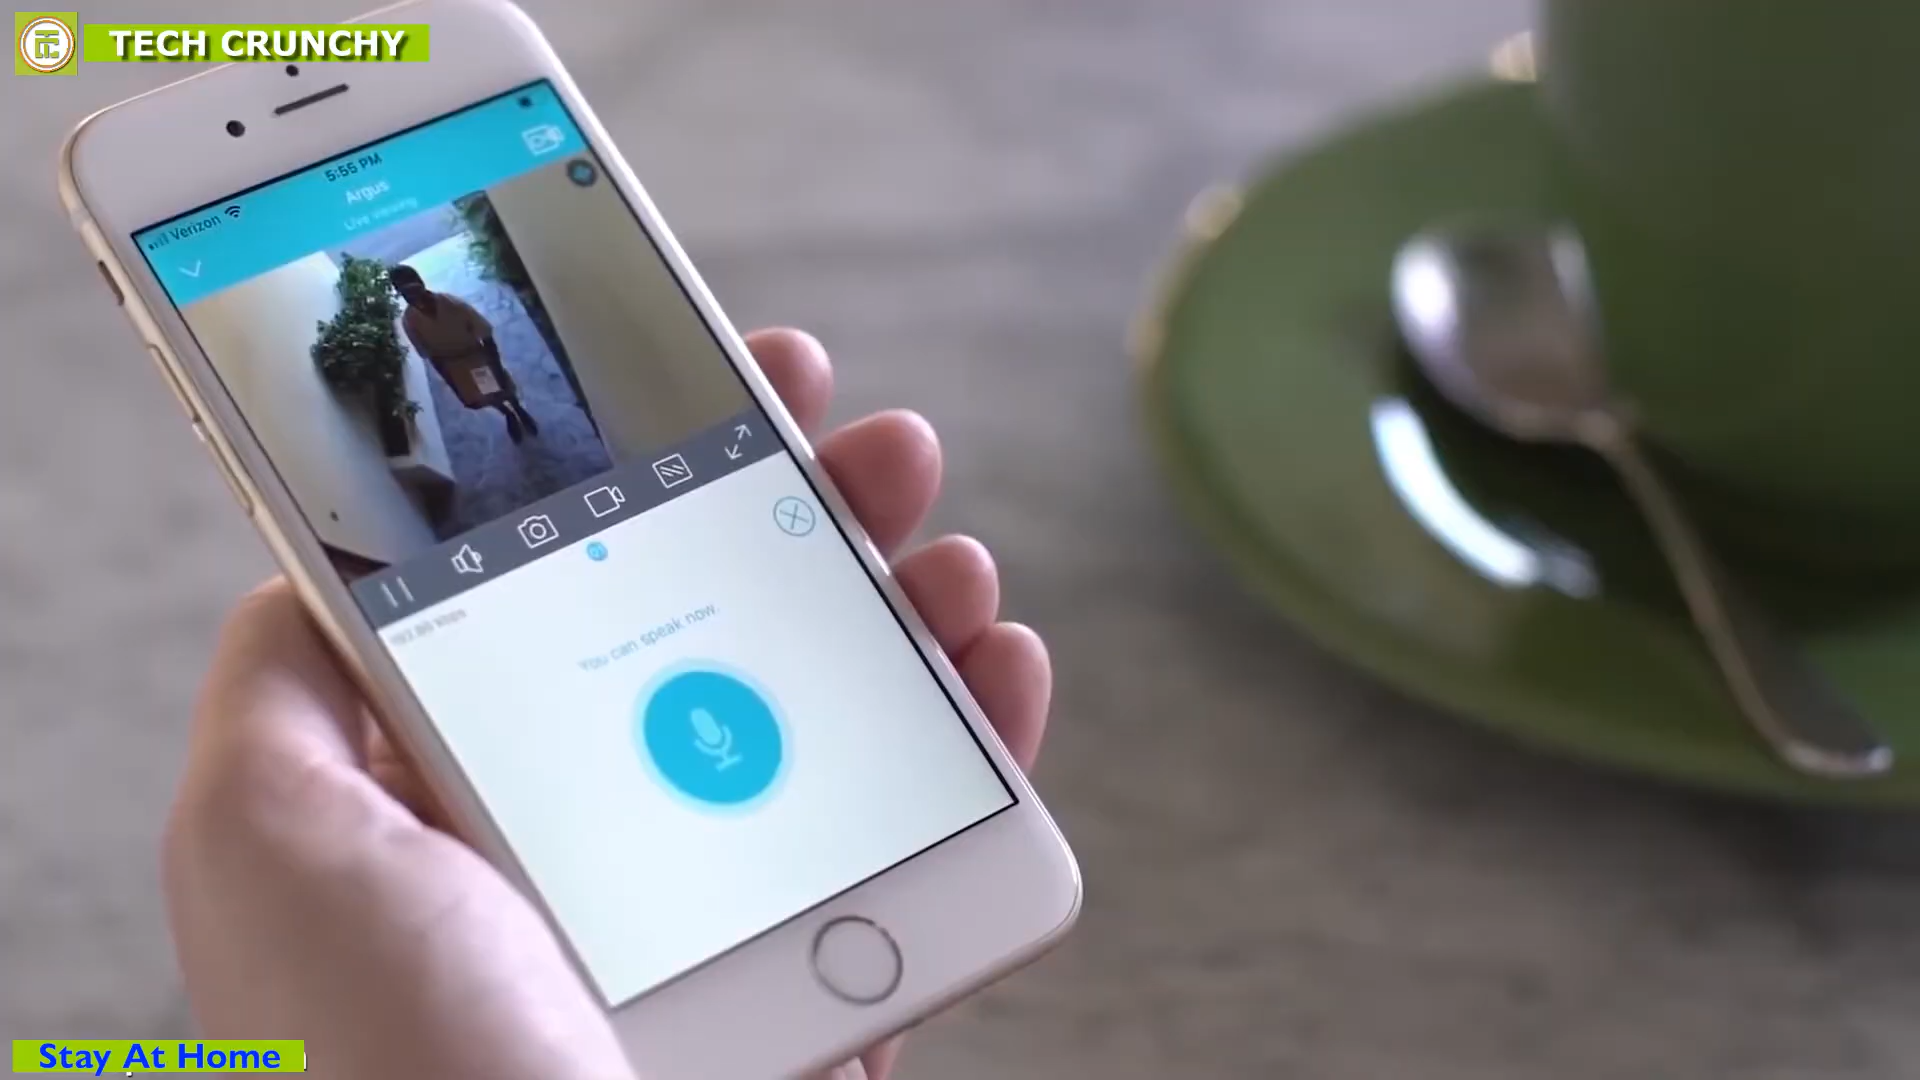 TECH CRUNCHY
5:55 PM
Verizon
Argus
Live viewing
You can speak now.
Stay At Home